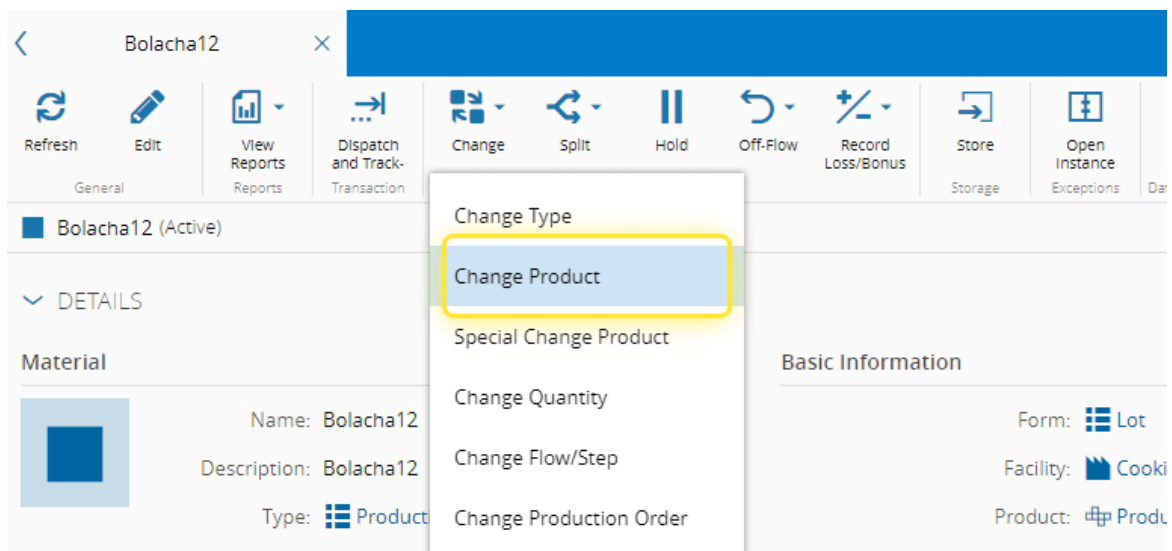 Bolacha12
Refresh
Edit
View Reports
Dispatch and Track-
Change
Split
Hold
Off-Flow
Record Loss/Bonus
Store
Open Instance
General
Reports
Transaction
Storage
Exceptions
Bolacha12 (Active)
Change Type
Change Product
Special Change Product
Change Quantity
Change Flow/Step
Change Production Order
DETAILS
Material
Name: Bolacha12
Description: Bolacha12
Type: Product
Basic Information
Form: Lot
Facility: Cooki
Product: Produ